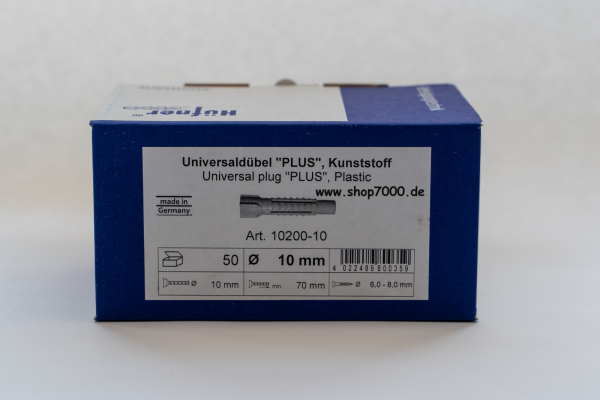 Hüfner
Universaldübel "PLUS", Kunststoff
Universal plug "PLUS", Plastic
www.shop7000.de
made in
Germany
Art. 10200-10
50 Ø 10 mm
4 022489 800359
Ø 10 mm min 70 mm Ø 6,0 - 8,0 mm